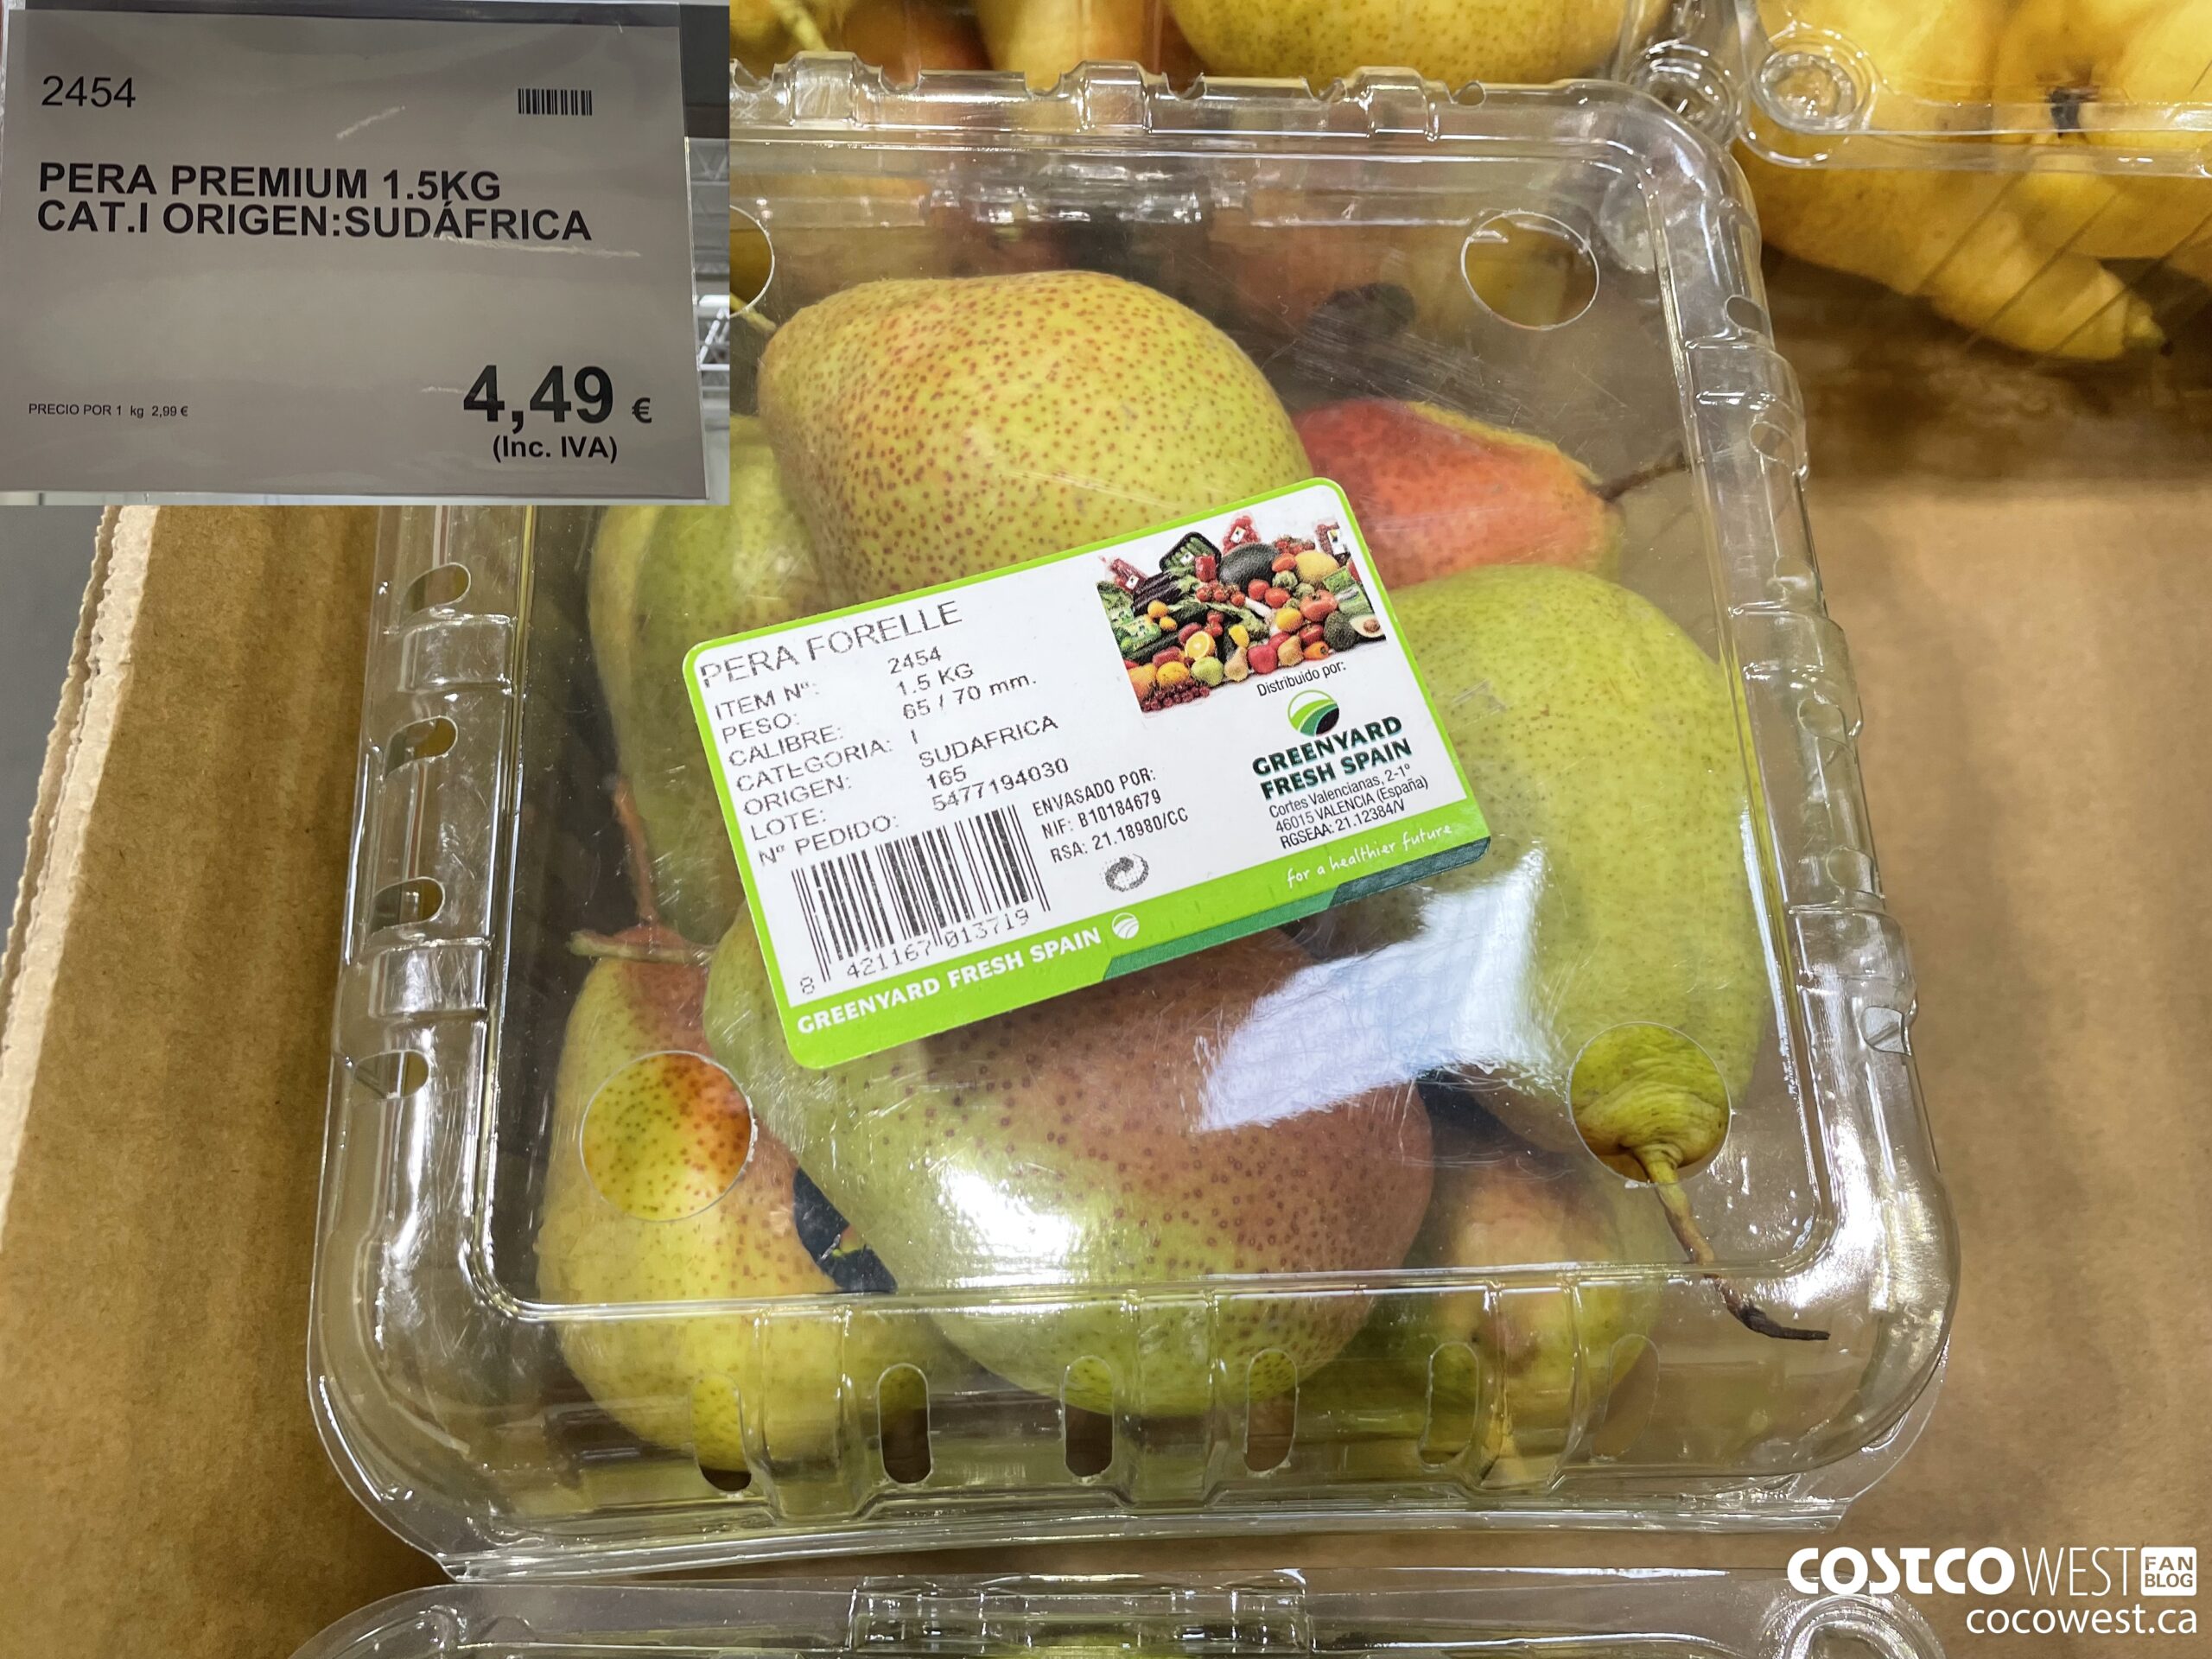 2454
PERA PREMIUM 1.5KG
CAT.I ORIGEN:SUDÁFRICA
4,49 €
PRECIO POR 1 kg 2,99 €
(Inc. IVA)
PERA FORELLE
ITEM Nº: 2454
PESO: 1.5 KG
CALIBRE: 65 / 70 mm.
CATEGORIA: I
ORIGEN: SUDAFRICA
LOTE: 165
Nº PEDIDO: 5477194030
8 421167 013719
ENVASADO POR:
NIF: B10184679
RSA: 21.18980/CC
Distribuido por:
GREENYARD
FRESH SPAIN
Cortes Valencianas, 2-1º
46015 VALENCIA (España)
RGSEAA: 21.12384/V
for a healthier future
GREENYARD FRESH SPAIN
COSTCO WEST FAN BLOG
cocowest.ca